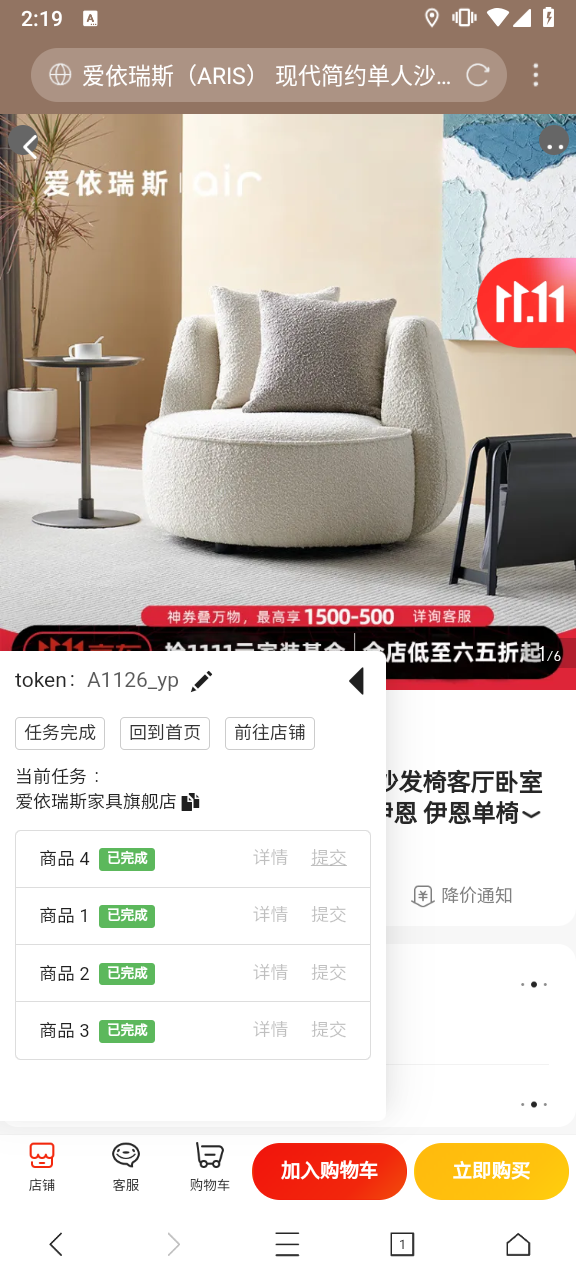 2:19
A
爱依瑞斯（ARIS） 现代简约单人沙...
爱依瑞斯 air
11.11
神券叠万物，最高享 1500-500 详询客服
抢1111元家装基金 全店低至六五折起
1/6
token： A1126_yp
任务完成 回到首页 前往店铺
沙发椅客厅卧室
伊恩 伊恩单椅
当前任务 ：
爱依瑞斯家具旗舰店
降价通知
商品 4 已完成 详情 提交
商品 1 已完成 详情 提交
商品 2 已完成 详情 提交
商品 3 已完成 详情 提交
店铺 客服 购物车 加入购物车 立即购买
1